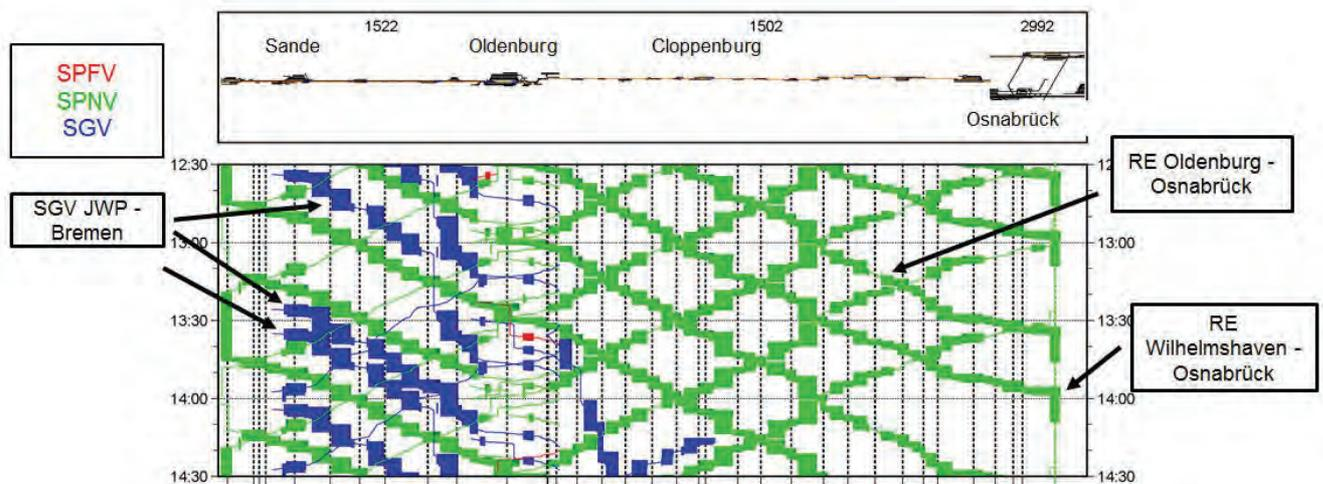 1522
1502
2992
Sande
Oldenburg
Cloppenburg
Osnabrück
SPFV
SPNV
SGV
SGV JWP -
Bremen
RE Oldenburg -
Osnabrück
RE
Wilhelmshaven -
Osnabrück
12:30
13:00
13:30
14:00
14:30
13:00
13:30
14:00
14:30